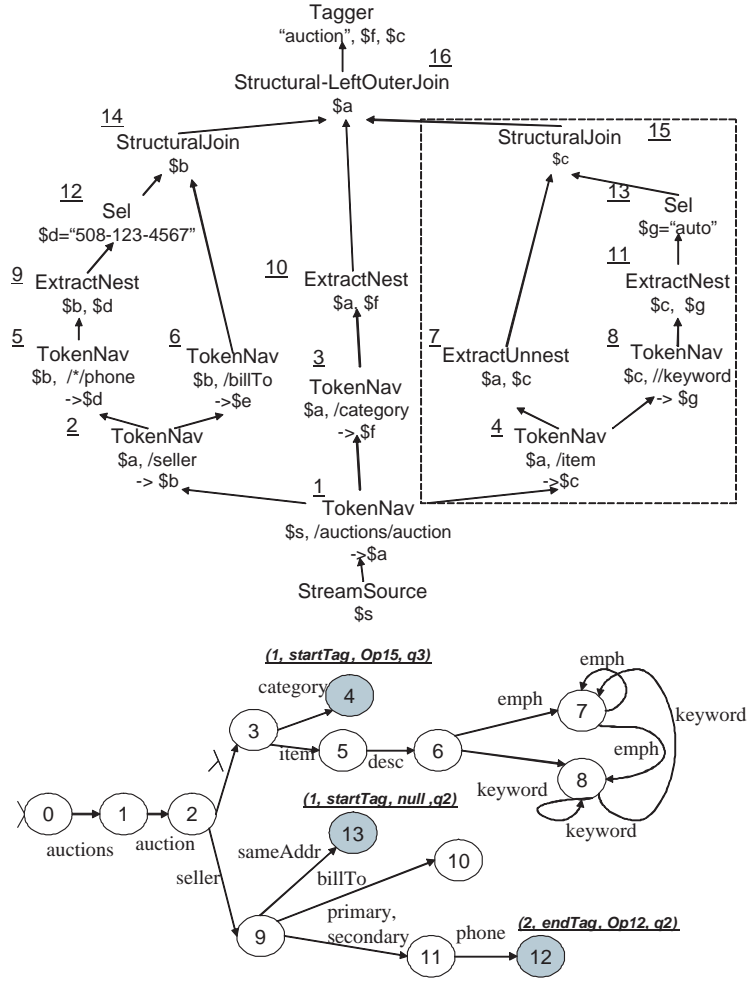 Tagger
"auction", $f, $c
16
Structural-LeftOuterJoin
$a
14
StructuralJoin
$b
StructuralJoin
$c
15
12
Sel
$d="508-123-4567"
13
Sel
$g="auto"
9
ExtractNest
$b, $d
10
ExtractNest
$a, $f
11
ExtractNest
$c, $g
5
TokenNav
$b, /*/phone
->$d
6
TokenNav
$b, /billTo
->$e
3
TokenNav
$a, /category
-> $f
7
ExtractUnnest
$a, $c
8
TokenNav
$c, //keyword
-> $g
2
TokenNav
$a, /seller
-> $b
4
TokenNav
$a, /item
->$c
1
TokenNav
$s, /auctions/auction
->$a
StreamSource
$s
(1, startTag, Op15, q3)
category
4
emph
emph
7
keyword
3
λ
item
5
desc
6
emph
8
keyword
keyword
(1, startTag, null ,q2)
0
auctions
1
auction
2
sameAddr
13
billTo
10
seller
9
primary,
secondary
11
phone
(2, endTag, Op12, q2)
12